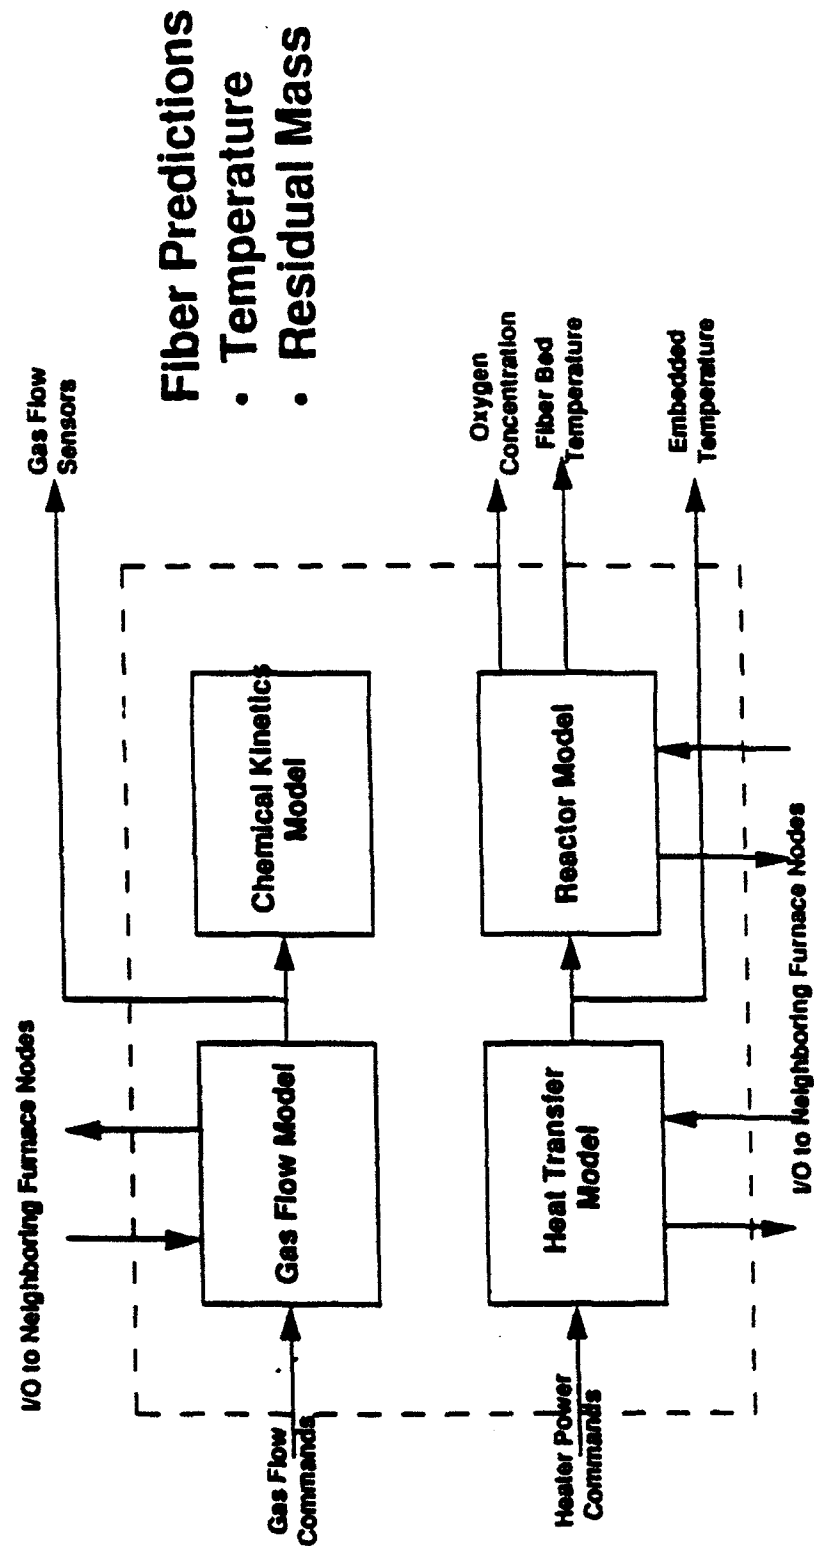 I/O to Neighboring Furnace Nodes
Gas Flow
Sensors
Fiber Predictions
• Temperature
• Residual Mass
Gas Flow
Commands
Gas Flow Model
Chemical Kinetics
Model
Heater Power
Commands
Heat Transfer
Model
Reactor Model
Oxygen
Concentration
Fiber Bed
Temperature
Embedded
Temperature
I/O to Neighboring Furnace Nodes